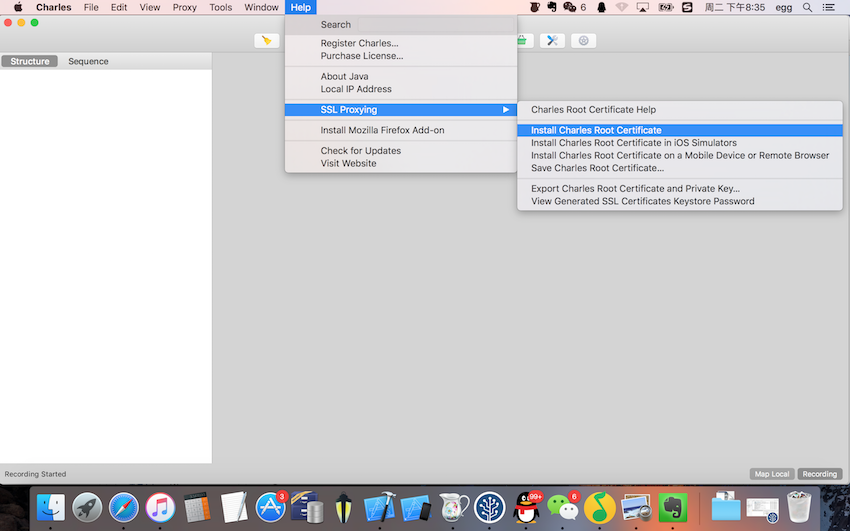 Charles File Edit View Proxy Tools Window Help 6 周二 下午8:35 egg
Search
Register Charles...
Purchase License...
About Java
Local IP Address
SSL Proxying
Install Mozilla Firefox Add-on
Check for Updates
Visit Website
Charles Root Certificate Help
Install Charles Root Certificate
Install Charles Root Certificate in iOS Simulators
Install Charles Root Certificate on a Mobile Device or Remote Browser
Save Charles Root Certificate...
Export Charles Root Certificate and Private Key...
View Generated SSL Certificates Keystore Password
Structure Sequence
Recording Started Map Local Recording
3 99+ 6